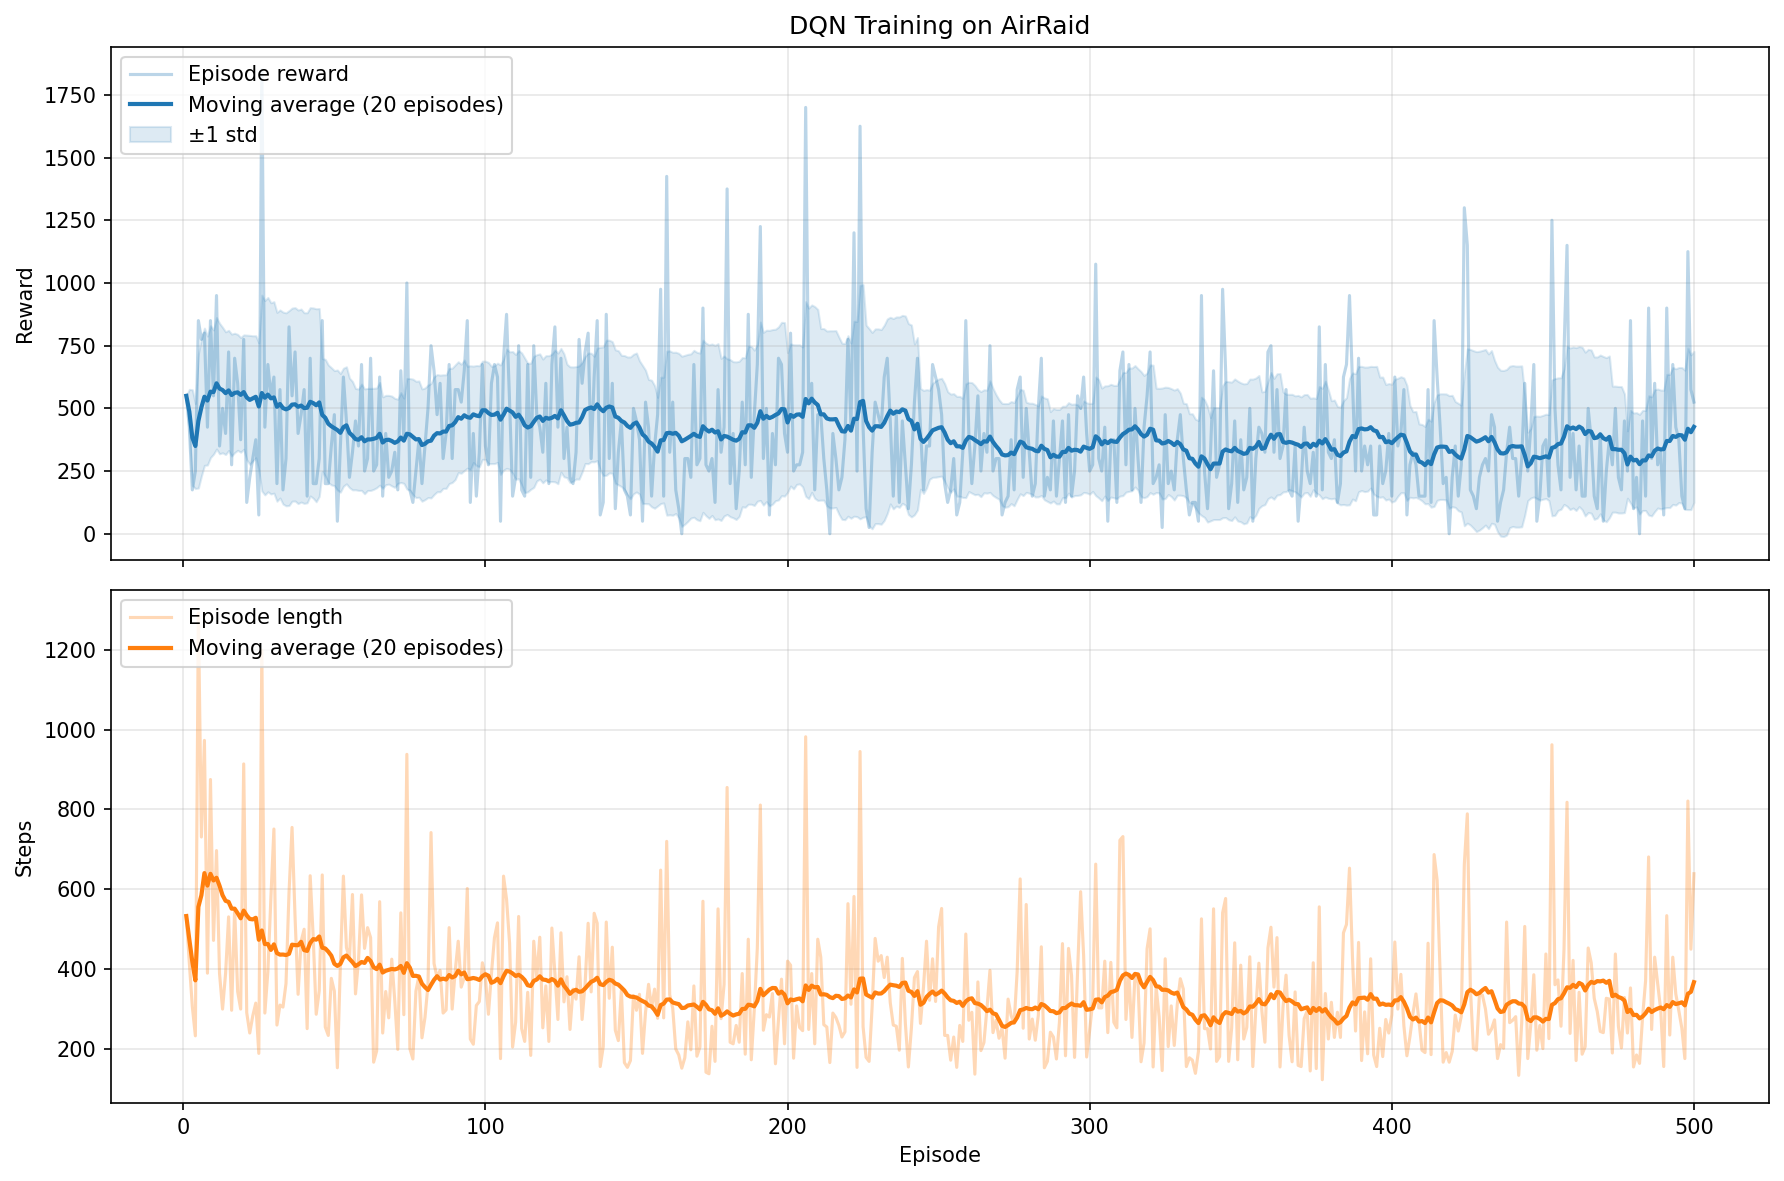 DQN Training on AirRaid
Episode reward
Moving average (20 episodes)
±1 std
Reward
1750
1500
1250
1000
750
500
250
0
Episode length
Moving average (20 episodes)
Steps
1200
1000
800
600
400
200
0
100
200
300
400
500
Episode